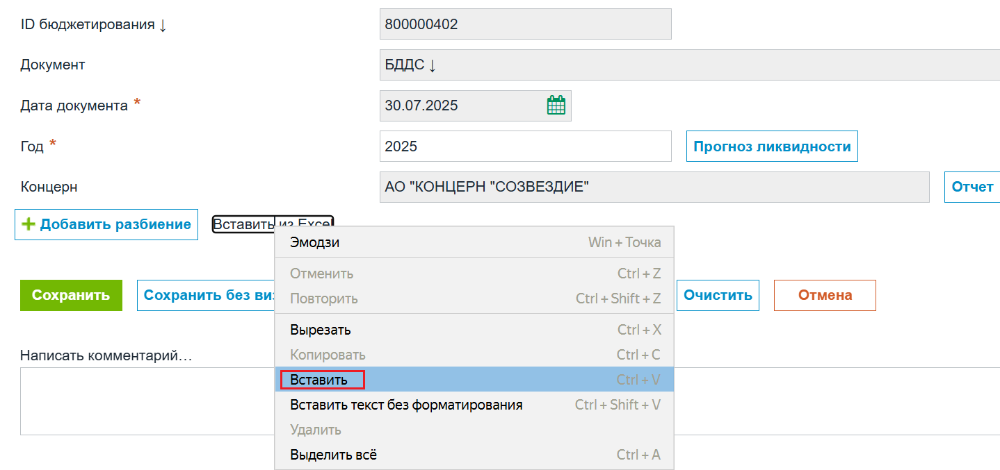 ID бюджетирования ↓ 800000402
Документ БДДС ↓
Дата документа * 30.07.2025
Год * 2025 Прогноз ликвидности
Концерн АО "КОНЦЕРН "СОЗВЕЗДИЕ" Отчет
Добавить разбиение Вставить из Excel
Эмодзи Win + Точка
Отменить Ctrl + Z
Сохранить Сохранить без Очистить Отмена
Повторить Ctrl + Shift + Z
Вырезать Ctrl + X
Написать комментарий…
Копировать Ctrl + C
Вставить Ctrl + V
Вставить текст без форматирования Ctrl + Shift + V
Удалить
Выделить всё Ctrl + A